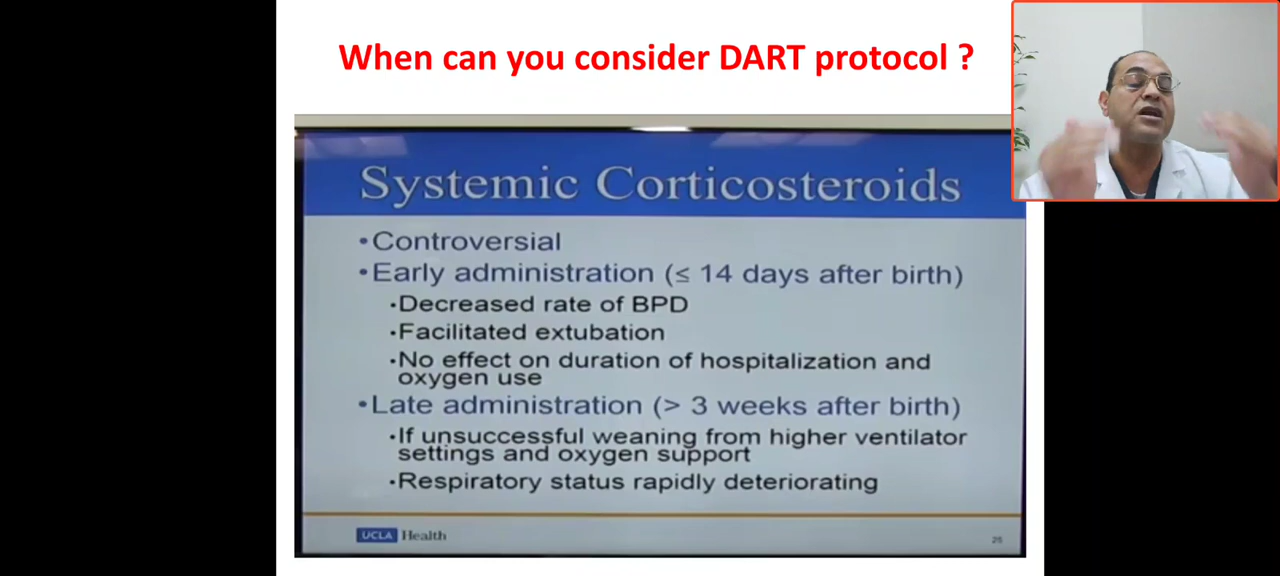 When can you consider DART protocol ?
Systemic Corticosteroids
•Controversial
•Early administration (≤ 14 days after birth)
•Decreased rate of BPD
•Facilitated extubation
•No effect on duration of hospitalization and
oxygen use
•Late administration (> 3 weeks after birth)
•If unsuccessful weaning from higher ventilator
settings and oxygen support
•Respiratory status rapidly deteriorating
UCLA Health
25